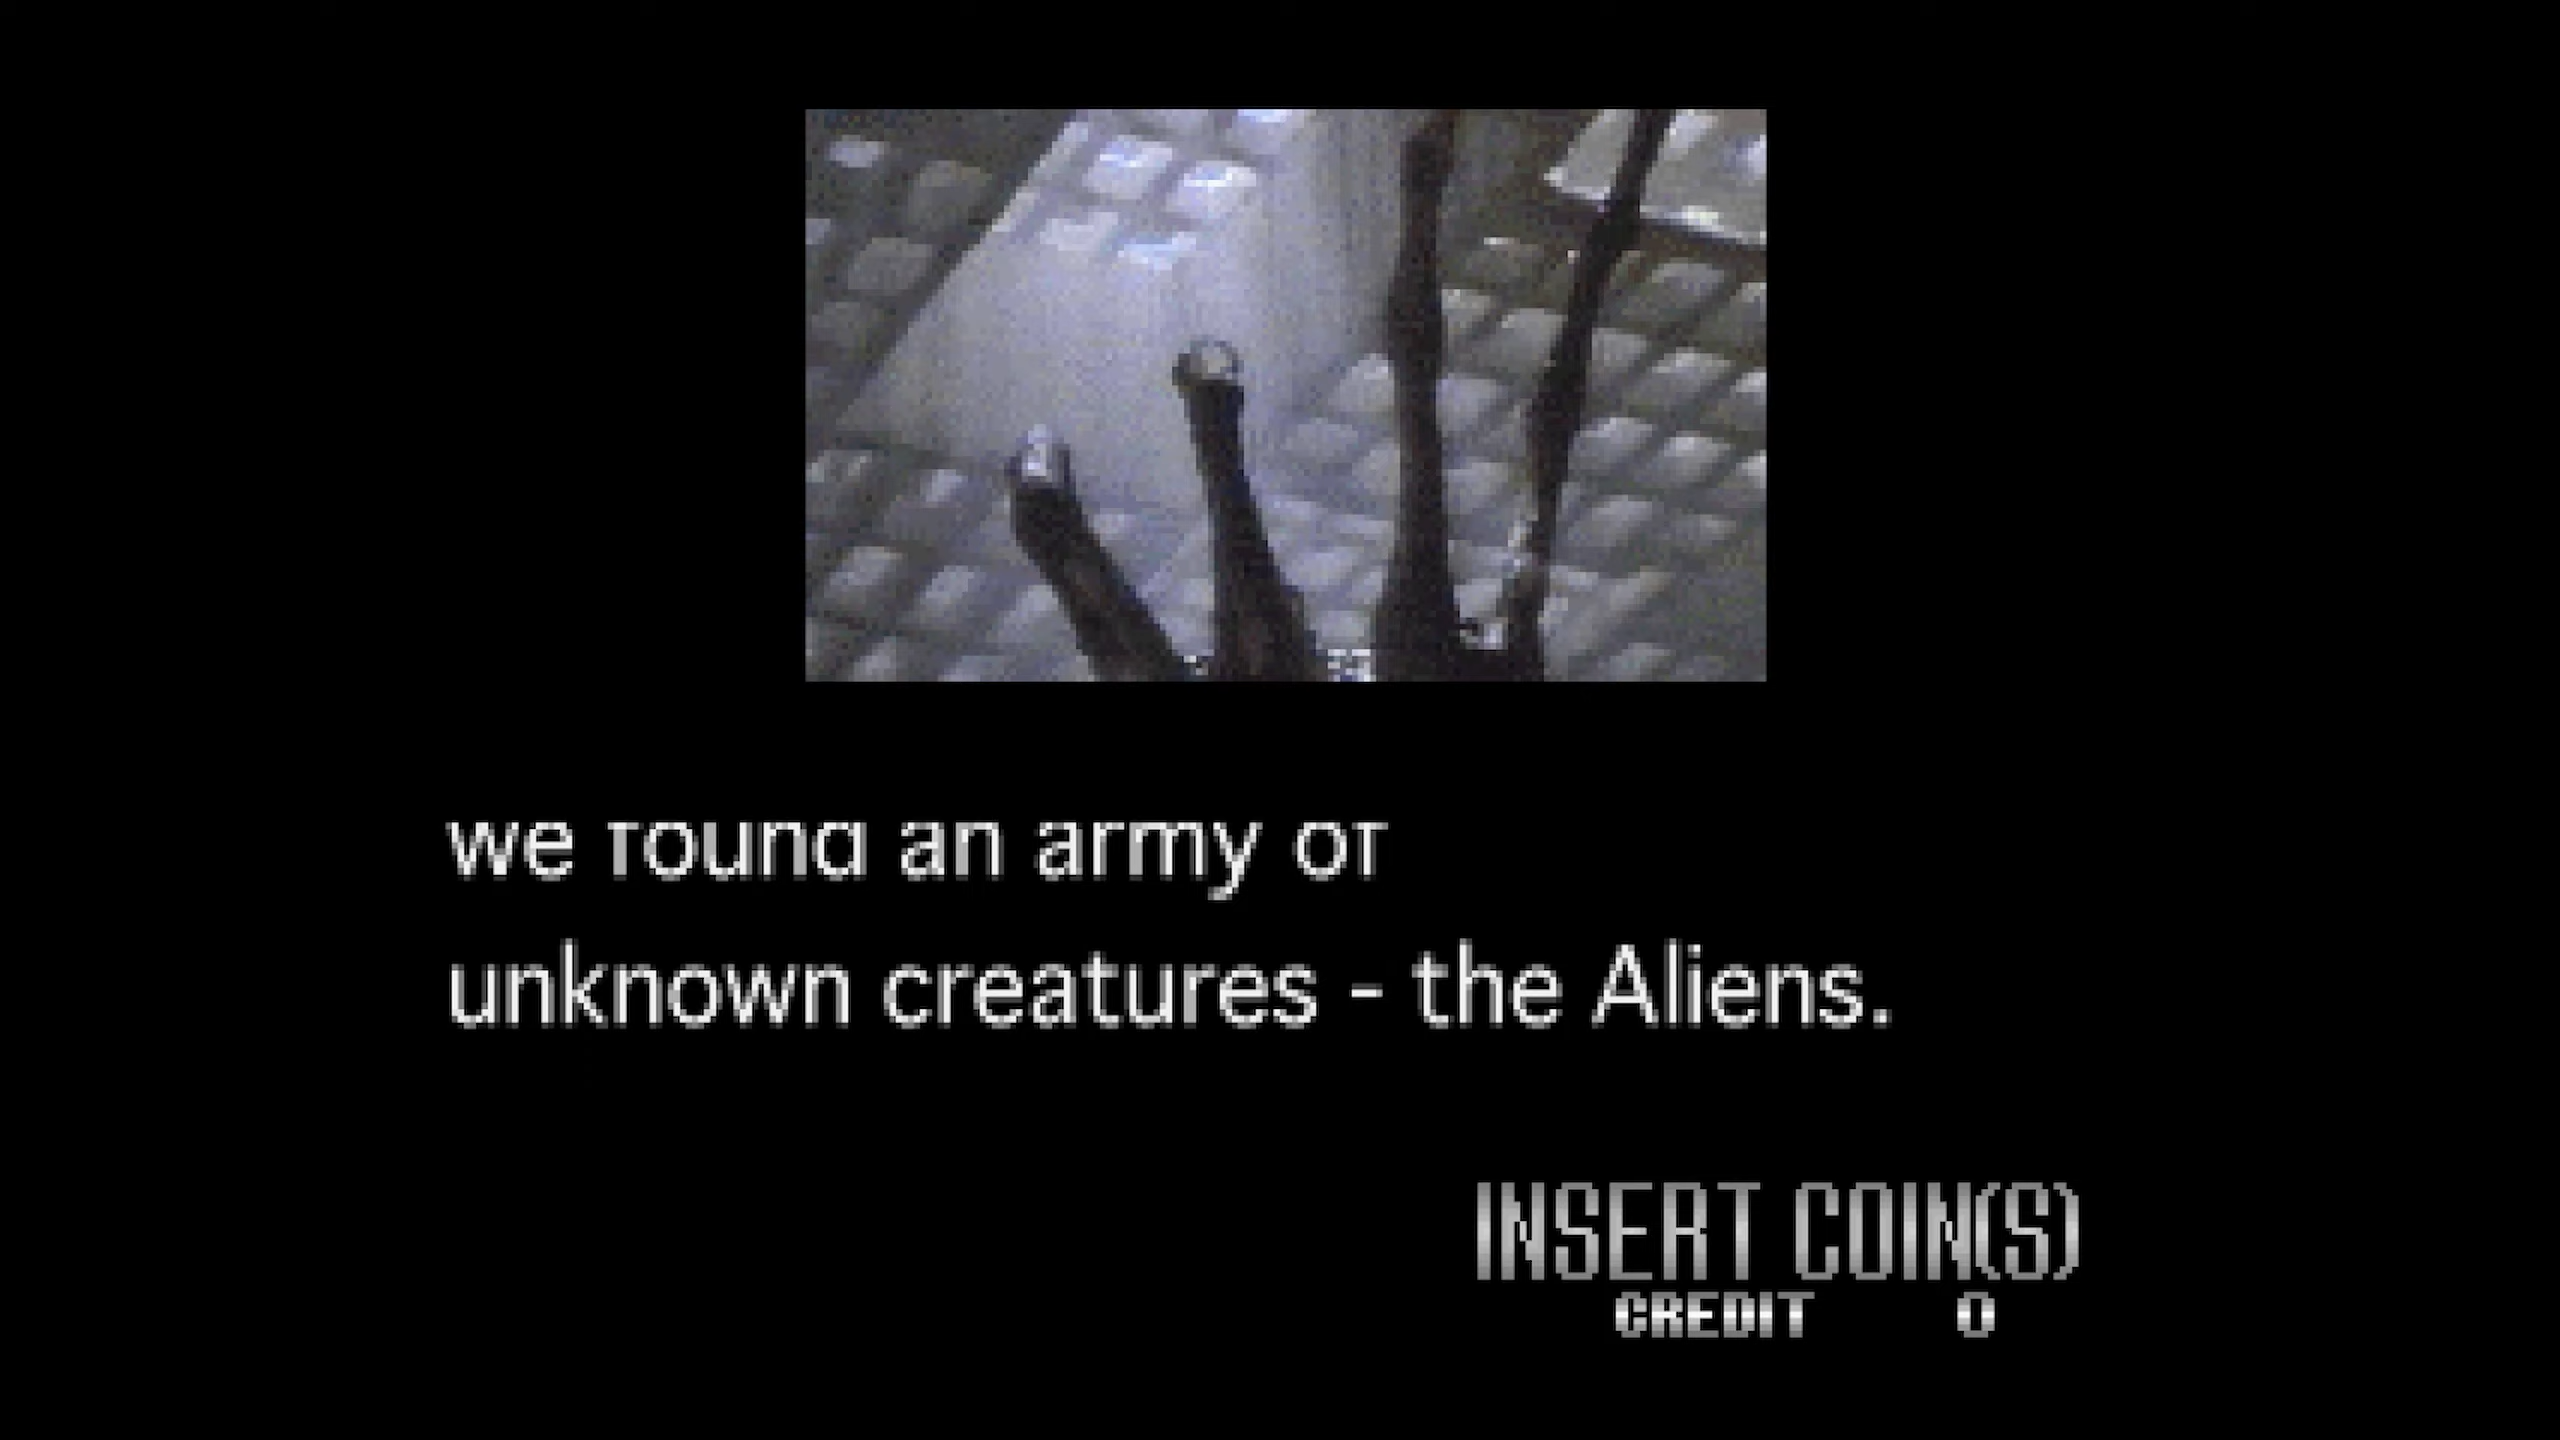 we found an army of
unknown creatures - the Aliens.
INSERT COIN(S)
CREDIT 0